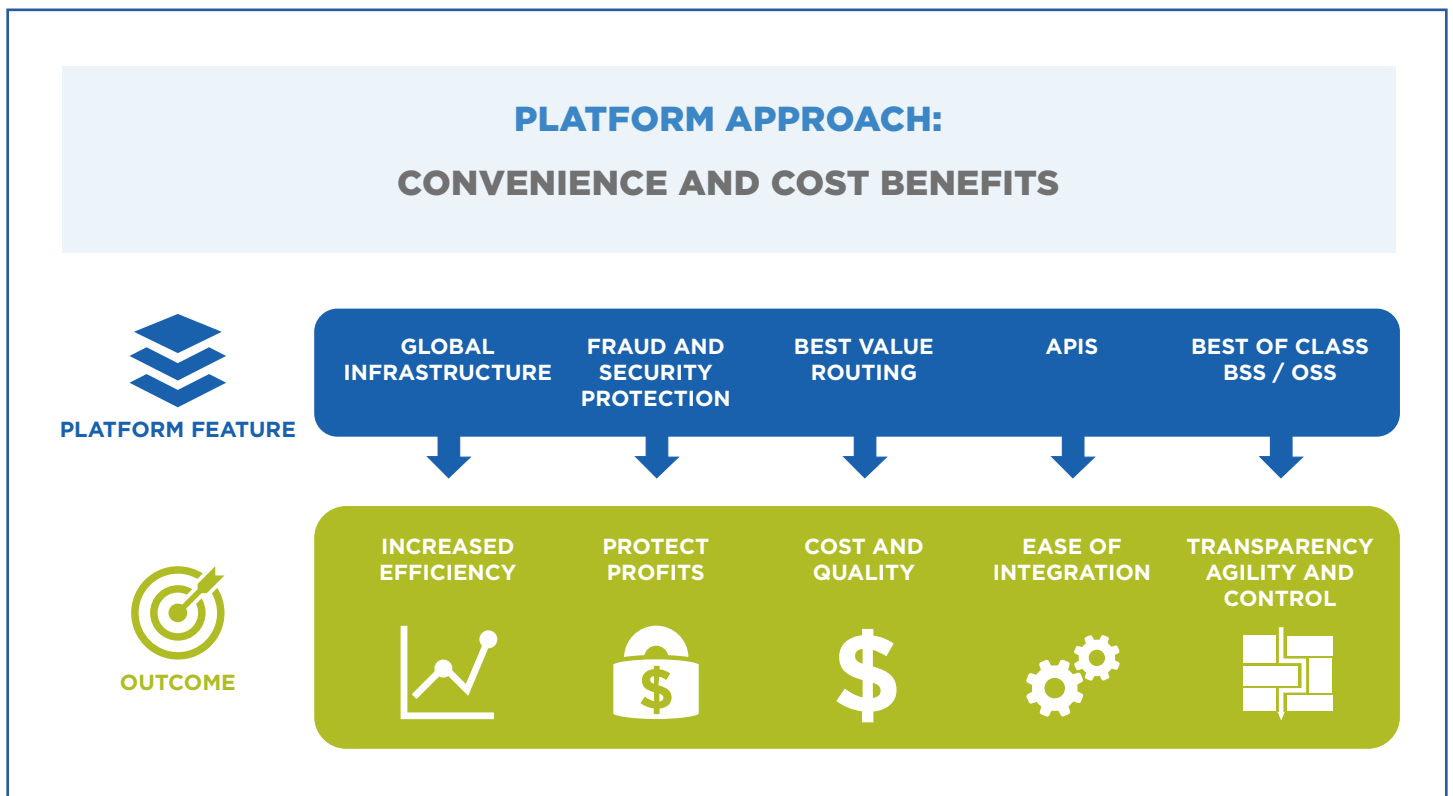 PLATFORM APPROACH:
CONVENIENCE AND COST BENEFITS
PLATFORM FEATURE
GLOBAL
INFRASTRUCTURE
FRAUD AND
SECURITY
PROTECTION
BEST VALUE
ROUTING
APIS
BEST OF CLASS
BSS / OSS
OUTCOME
INCREASED
EFFICIENCY
PROTECT
PROFITS
$
COST AND
QUALITY
$
EASE OF
INTEGRATION
TRANSPARENCY
AGILITY AND
CONTROL